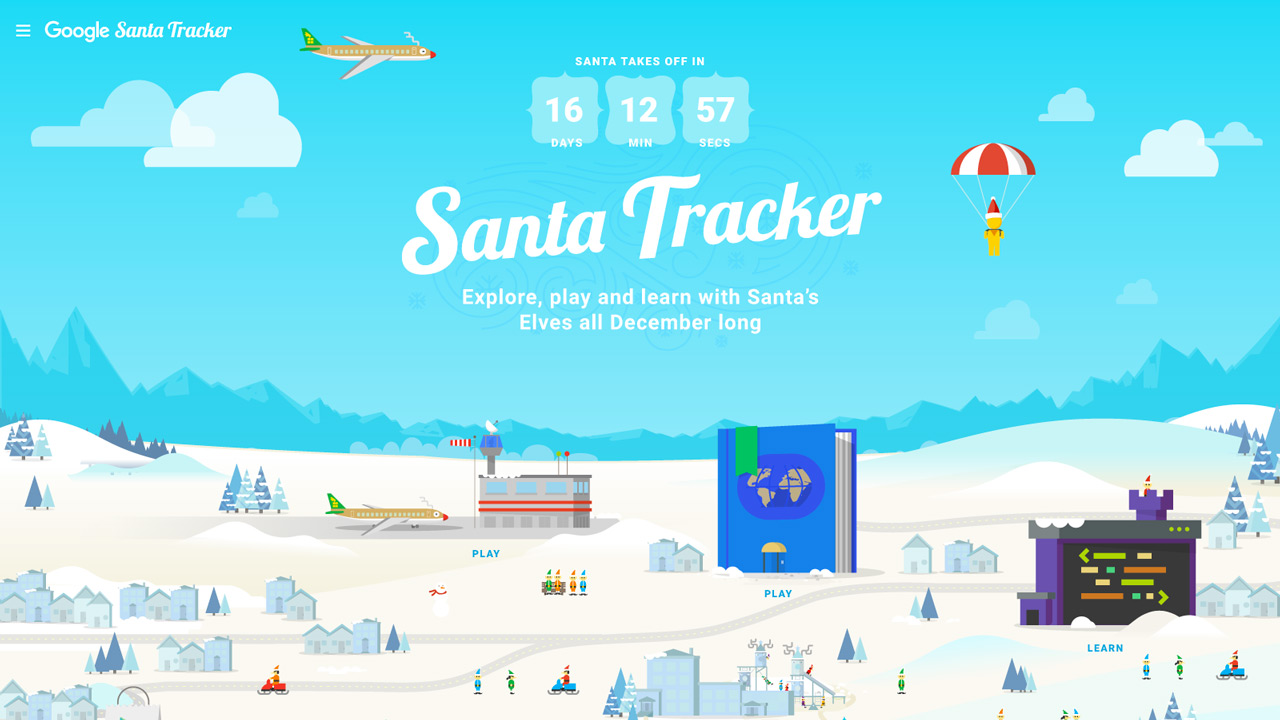 Google Santa Tracker
SANTA TAKES OFF IN
16 12 57
DAYS MIN SECS
Santa Tracker
Explore, play and learn with Santa's
Elves all December long
PLAY
PLAY
LEARN